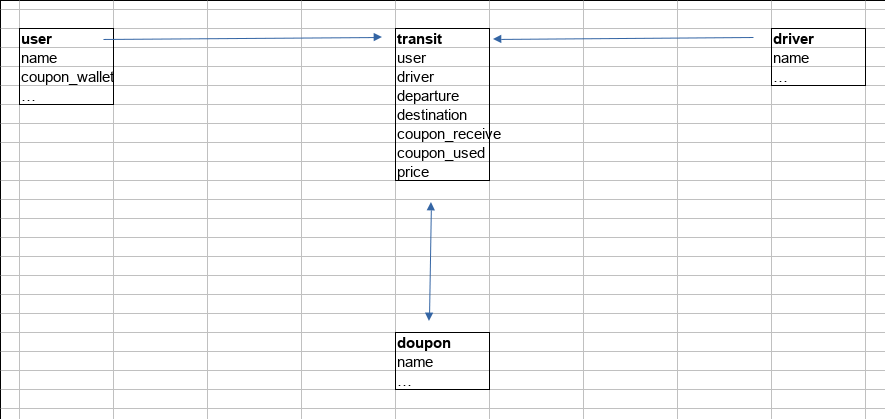 user
name
coupon_wallet
…
transit
user
driver
departure
destination
coupon_receive
coupon_used
price
driver
name
…
doupon
name
…